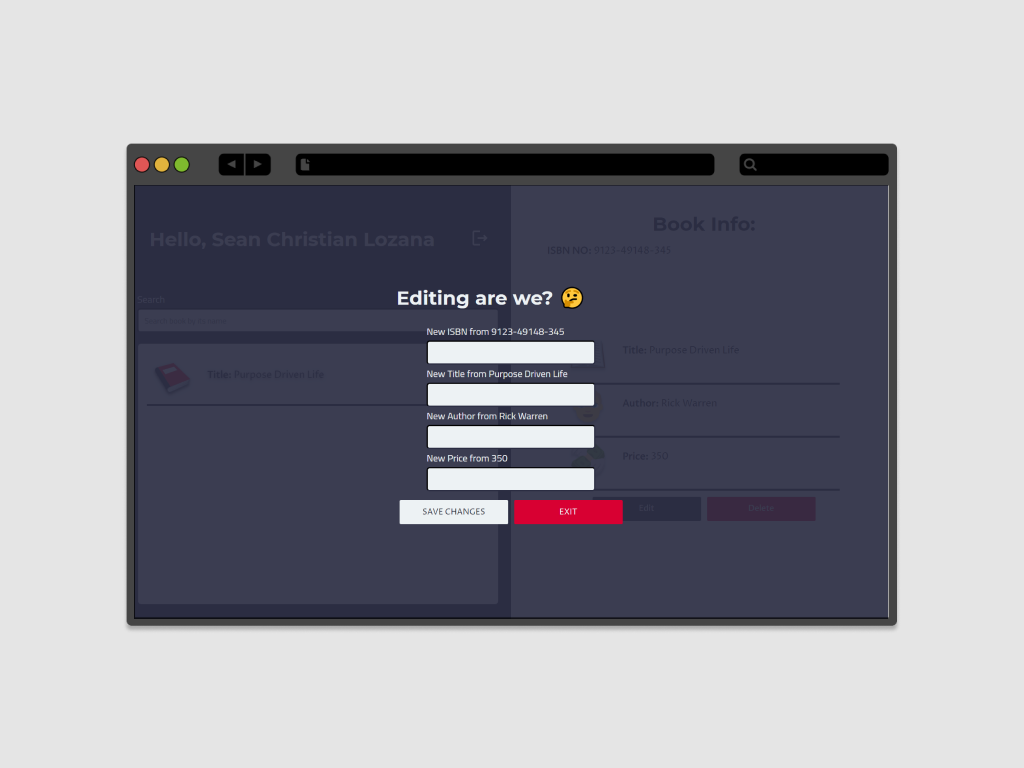 Hello, Sean Christian Lozana
Book Info:
ISBN NO: 9123-49148-345
Search
Editing are we? 🤔
New ISBN from 9123-49148-345
New Title from Purpose Driven Life
New Author from Rick Warren
New Price from 350
SAVE CHANGES
EXIT
Title: Purpose Driven Life
Title: Purpose Driven Life
Author: Rick Warren
Price: 350
Edit
Delete